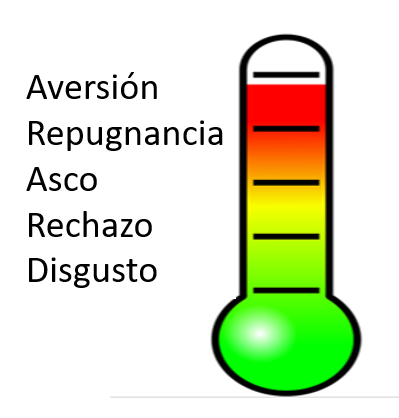 Aversión
Repugnancia
Asco
Rechazo
Disgusto